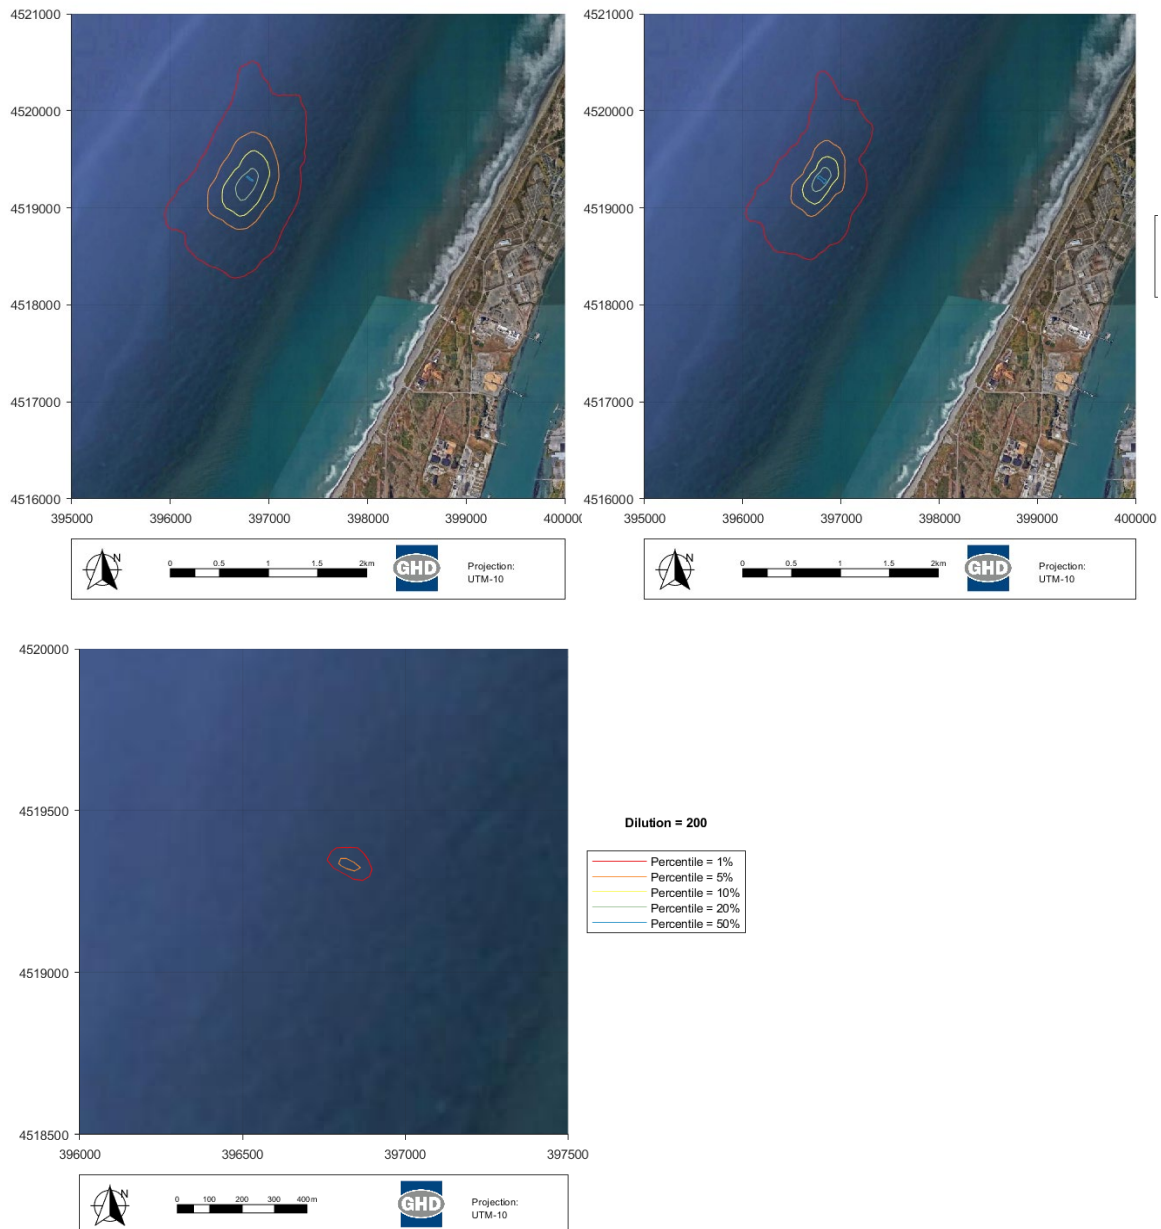 4521000
4520000
4519000
4518000
4517000
4516000
395000 396000 397000 398000 399000 400000
N
0 0.5 1 1.5 2km
GHD
Projection:
UTM-10
4521000
4520000
4519000
4518000
4517000
4516000
395000 396000 397000 398000 399000 400000
N
0 0.5 1 1.5 2km
GHD
Projection:
UTM-10
4520000
4519500
4519000
4518500
396000 396500 397000 397500
N
0 100 200 300 400m
GHD
Projection:
UTM-10
Dilution = 200
Percentile = 1%
Percentile = 5%
Percentile = 10%
Percentile = 20%
Percentile = 50%